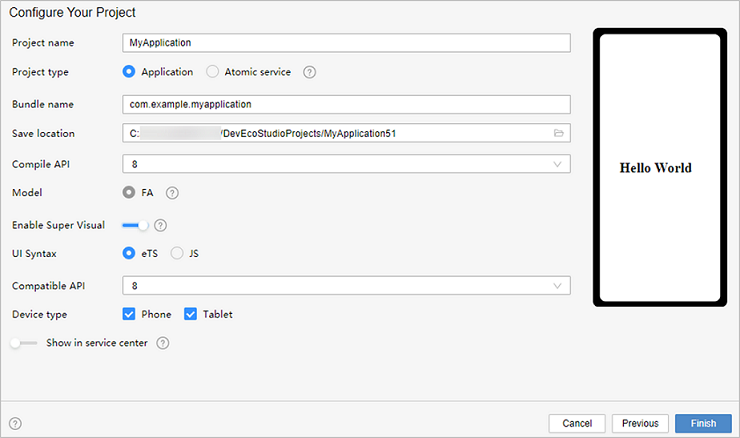 Configure Your Project
Project name MyApplication
Project type Application Atomic service ?
Bundle name com.example.myapplication
Save location C: /DevEcoStudioProjects/MyApplication51
Compile API 8
Hello World
Model FA ?
Enable Super Visual ?
UI Syntax eTS JS
Compatible API 8
Device type Phone Tablet
Show in service center ?
? Cancel Previous Finish